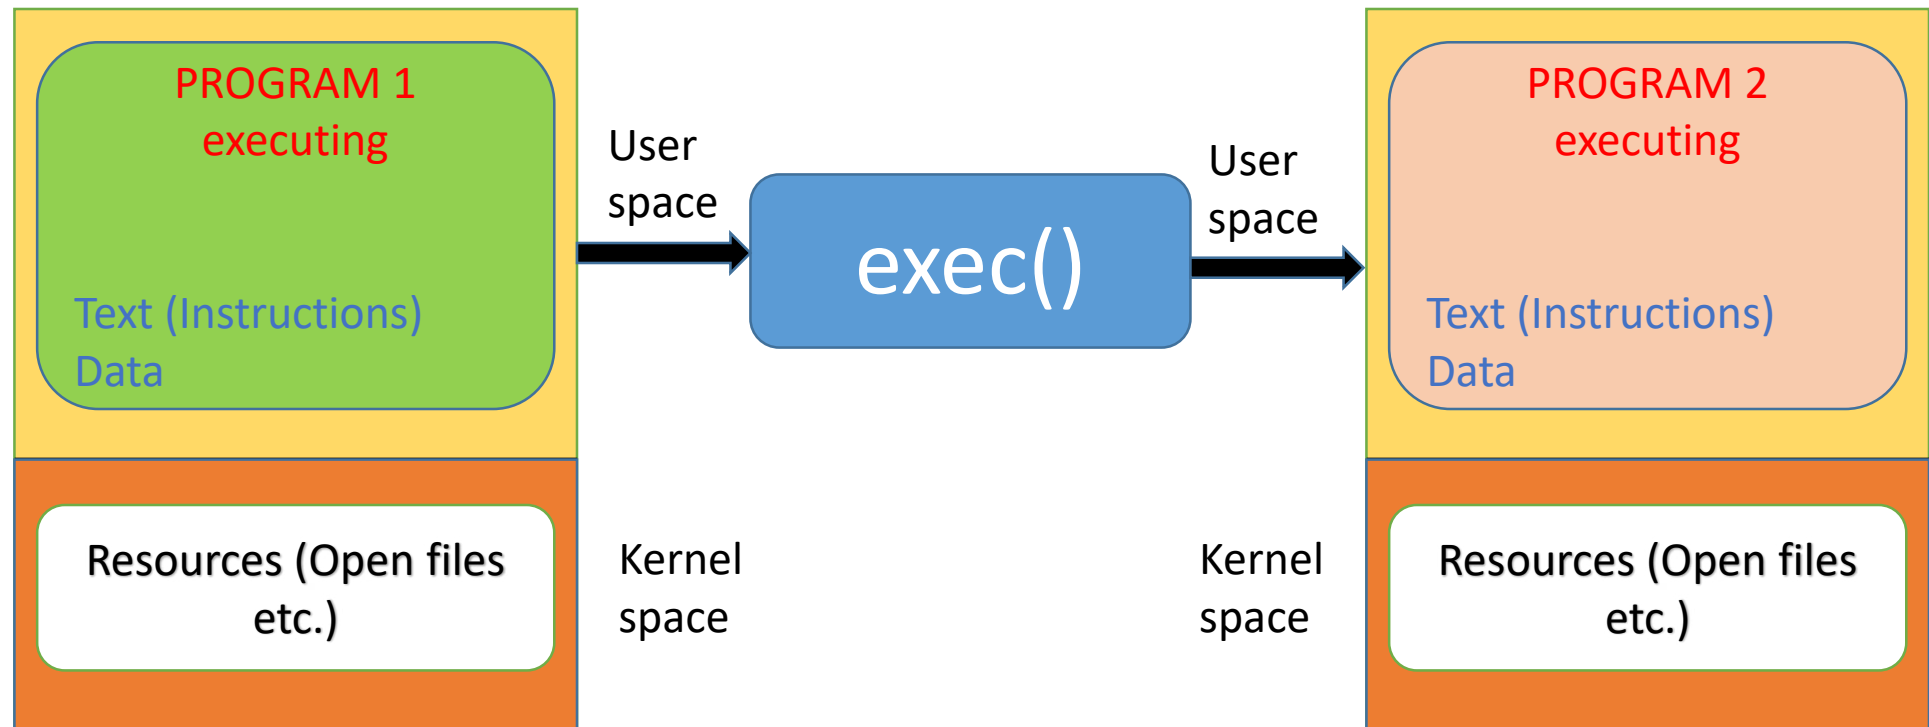 PROGRAM 1
executing
Text (Instructions)
Data
Resources (Open files
etc.)
User
space
Kernel
space
exec()
User
space
Kernel
space
PROGRAM 2
executing
Text (Instructions)
Data
Resources (Open files
etc.)